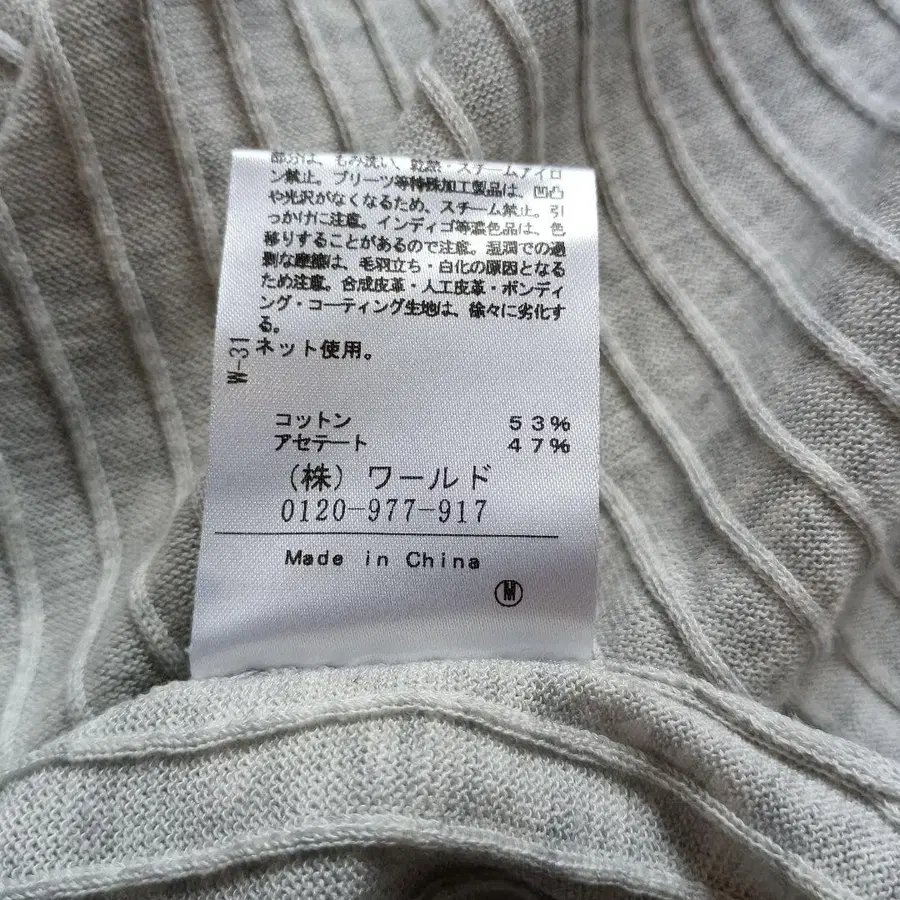 部分は、もみ洗い、乾燥・スチームアイロ
ン禁止。プリーツ等特殊加工製品は、凹凸
や光沢がなくなるため、スチーム禁止。引
っかけに注意。インディゴ等濃色品は、色
移りすることがあるので注意。湿潤での過
剰な摩擦は、毛羽立ち・白化の原因となる
ため注意。合成皮革・人工皮革・ボンディ
ング・コーティング生地は、徐々に劣化す
る。
ネット使用。
W-31
コットン 53%
アセテート 47%
(株)ワールド
0120-977-917
Made in China
M